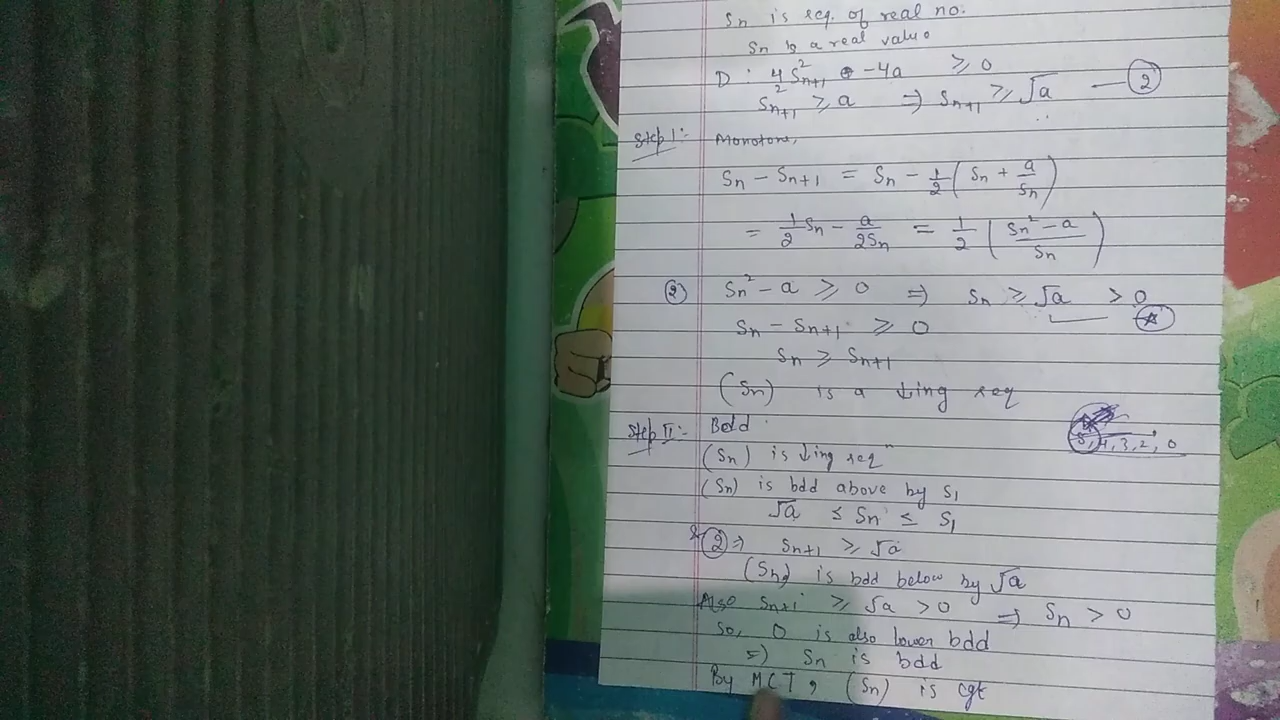 Sn is seq. of real no.
Sn is a real value
D : 4 S²n+1 - 4a ≥ 0
S²n+1 ≥ a ⇒ Sn+1 ≥ √a — (2)
Step I:- Monotone,
Sn - Sn+1 = Sn - 1/2 (Sn + a/Sn)
= 1/2 Sn - a/2Sn = 1/2 (Sn² - a / Sn)
(2) Sn² - a ≥ 0 ⇒ Sn ≥ √a > 0
Sn - Sn+1 ≥ 0 (*)
Sn ≥ Sn+1
(Sn) is a ↓ing seq
Step II:- Bdd
5, 4, 3, 2, 0
(Sn) is ↓ing seq
(Sn) is bdd above by S1
√a ≤ Sn ≤ S1
& (2) ⇒ Sn+1 ≥ √a
(Sn) is bdd below by √a
Also Sn+1 ≥ √a > 0 ⇒ Sn > 0
So, 0 is also lower bdd
⇒) Sn is bdd
By MCT, (Sn) is cgt